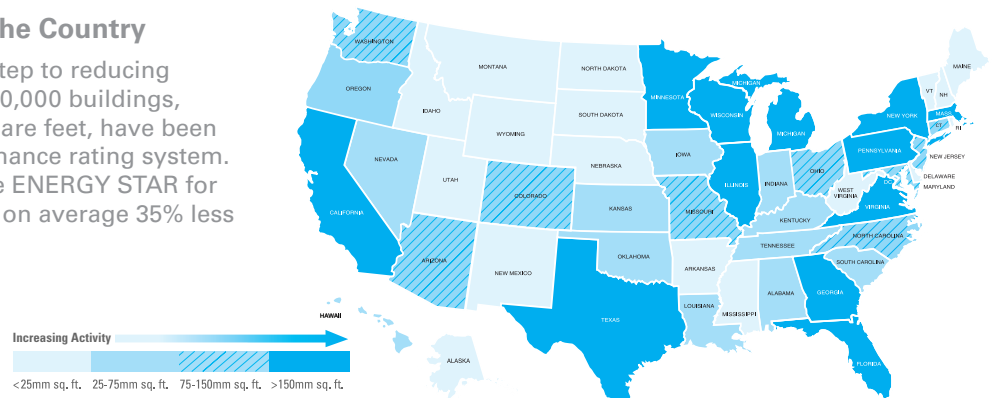 he Country
tep to reducing
0,000 buildings,
are feet, have been
nance rating system.
e ENERGY STAR for
on average 35% less
WASHINGTON
OREGON
CALIFORNIA
NEVADA
IDAHO
MONTANA
WYOMING
UTAH
COLORADO
ARIZONA
NEW MEXICO
NORTH DAKOTA
SOUTH DAKOTA
NEBRASKA
KANSAS
OKLAHOMA
TEXAS
MINNESOTA
IOWA
MISSOURI
ARKANSAS
LOUISIANA
WISCONSIN
ILLINOIS
MICHIGAN
MICHIGAN
INDIANA
OHIO
KENTUCKY
TENNESSEE
MISSISSIPPI
ALABAMA
GEORGIA
FLORIDA
SOUTH CAROLINA
NORTH CAROLINA
VIRGINIA
WEST
VIRGINIA
DC
PENNSYLVANIA
NEW YORK
VT
NH
MAINE
MASS
CT
RI
NEW JERSEY
DELAWARE
MARYLAND
HAWAII
ALASKA
Increasing Activity
<25mm sq. ft. 25-75mm sq. ft. 75-150mm sq. ft. >150mm sq. ft.